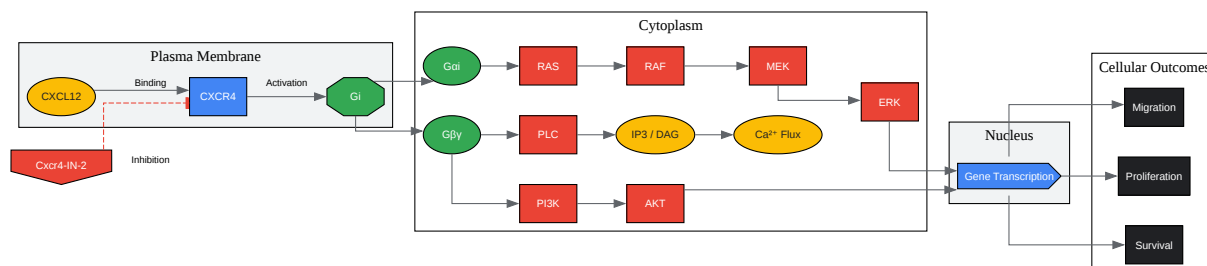 Plasma Membrane
CXCL12
Binding
CXCR4
Activation
Gi
Cxcr4-IN-2
Inhibition
Cytoplasm
Gαi
RAS
RAF
MEK
ERK
Gβγ
PLC
IP3 / DAG
Ca²⁺ Flux
PI3K
AKT
Nucleus
Gene Transcription
Cellular Outcomes
Migration
Proliferation
Survival